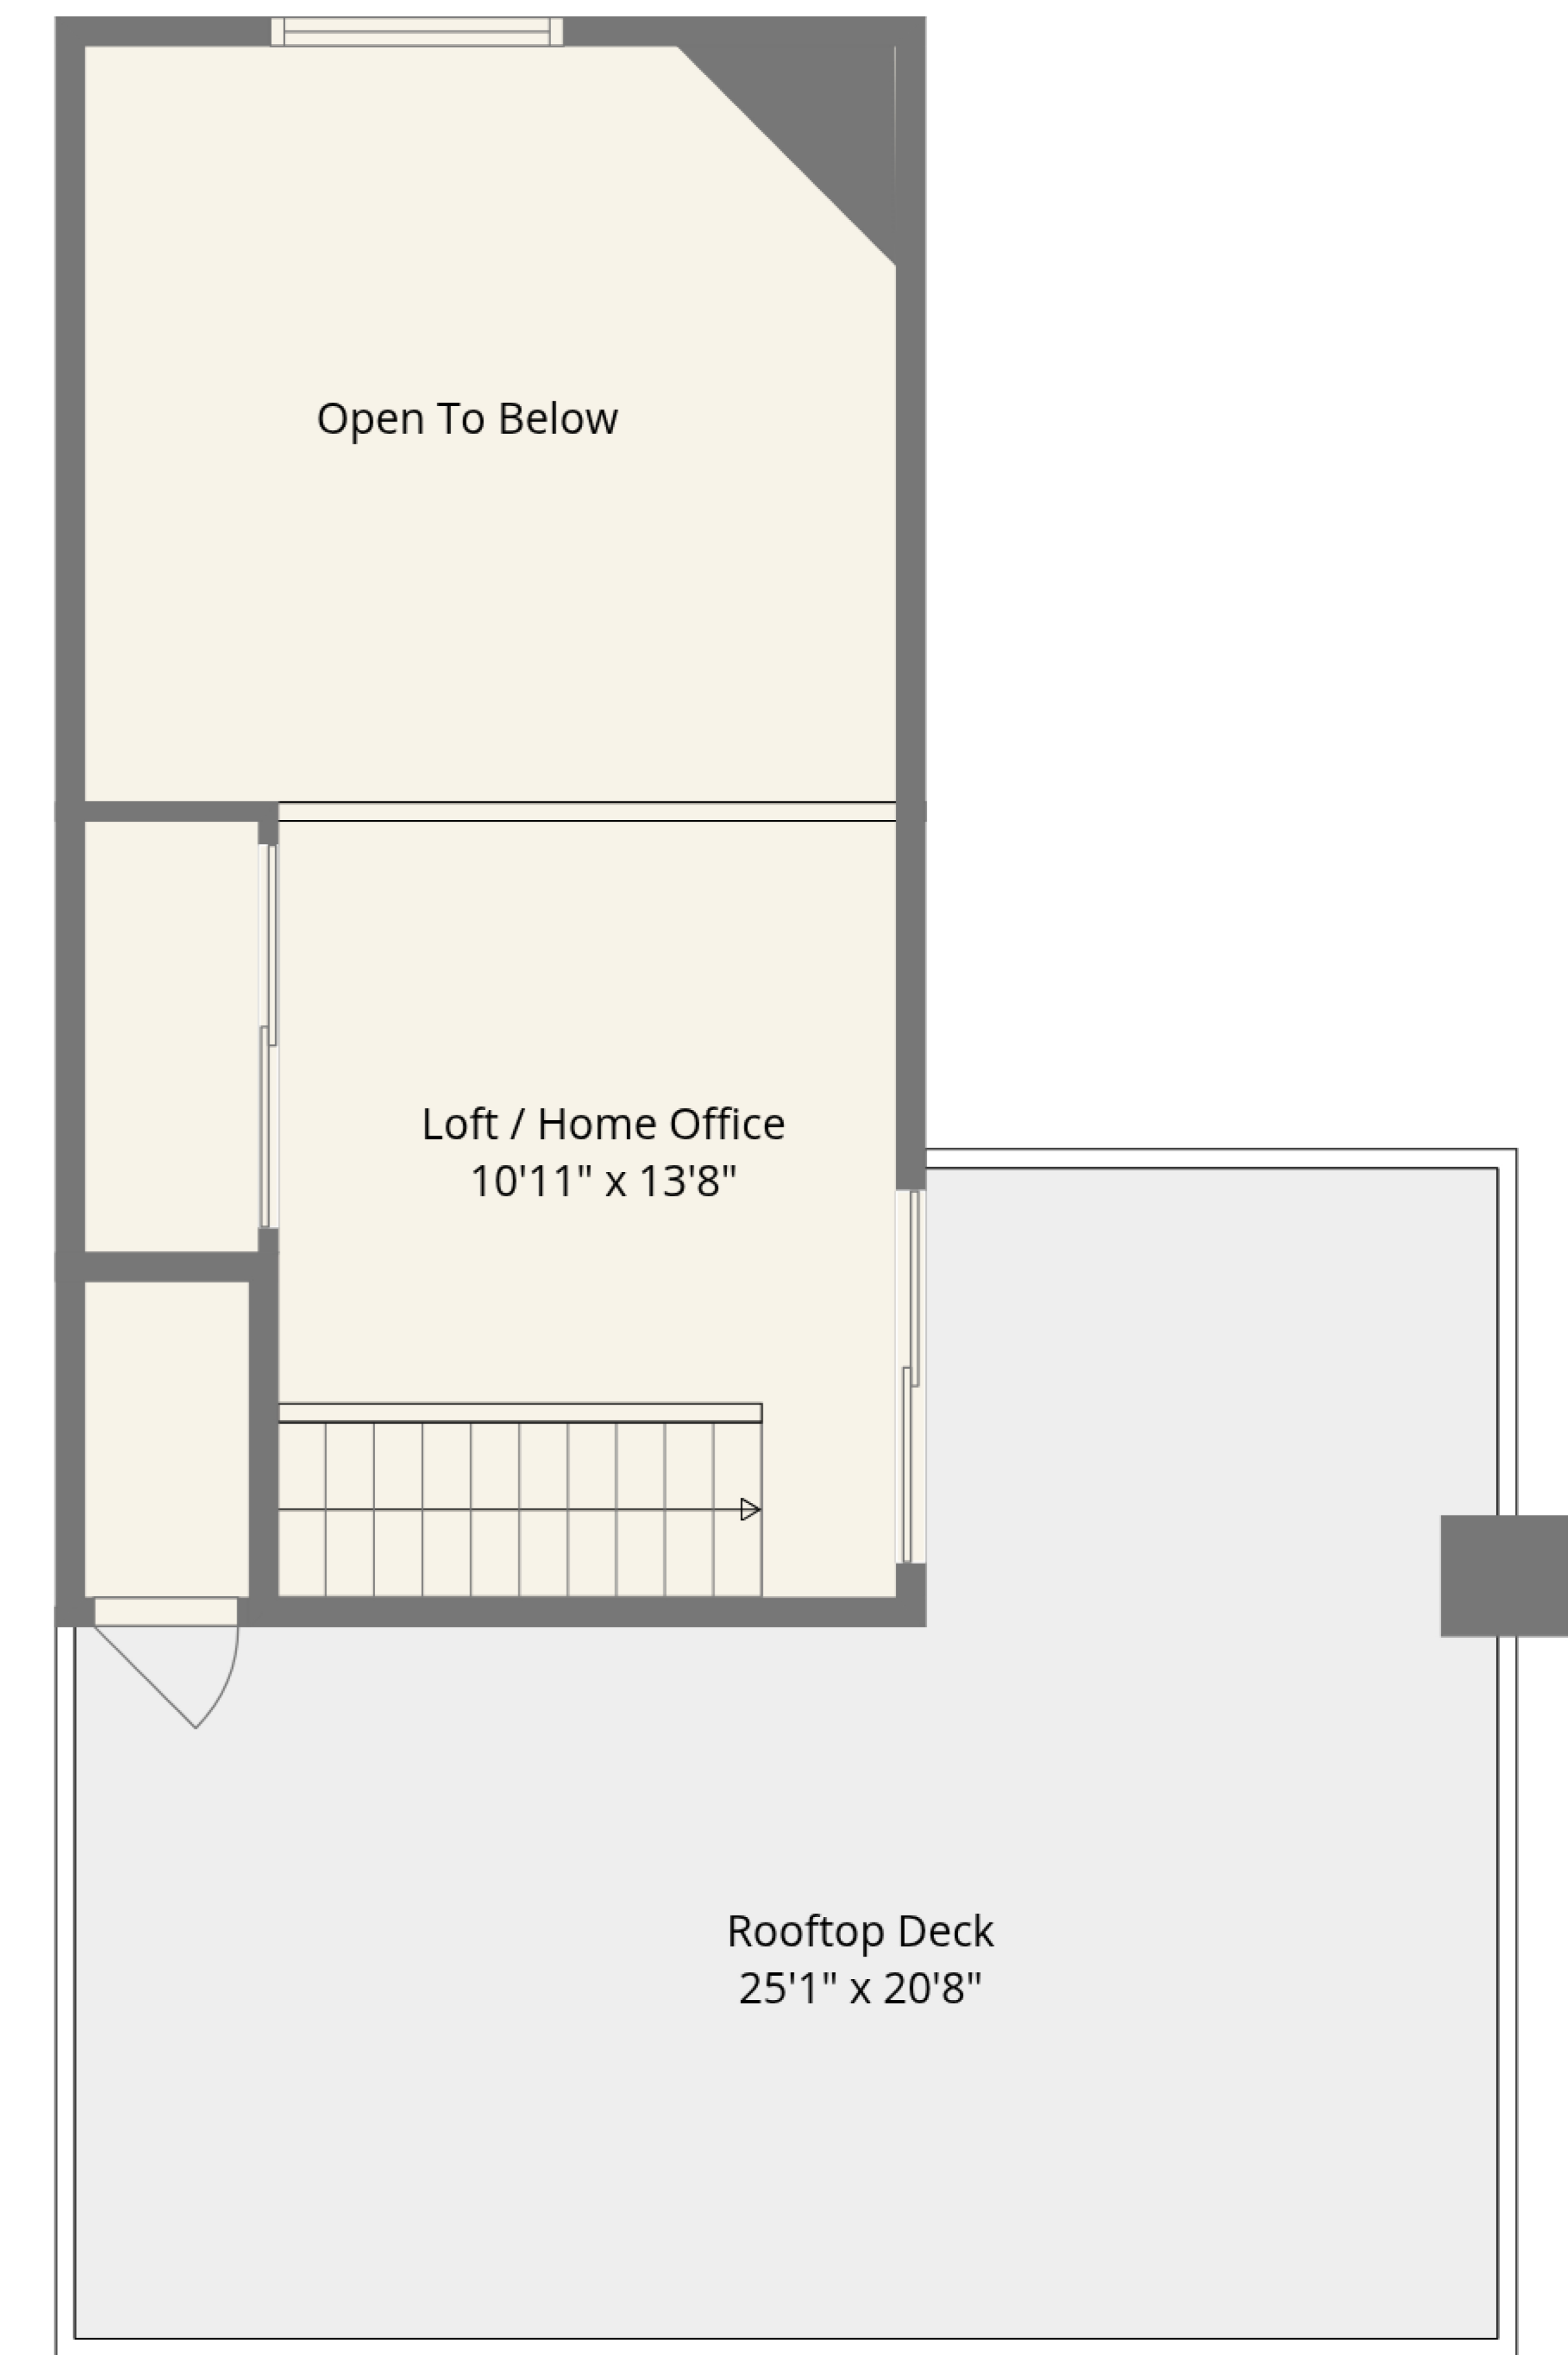 Open To Below
Loft / Home Office
10'11" x 13'8"
Rooftop Deck
25'1" x 20'8"